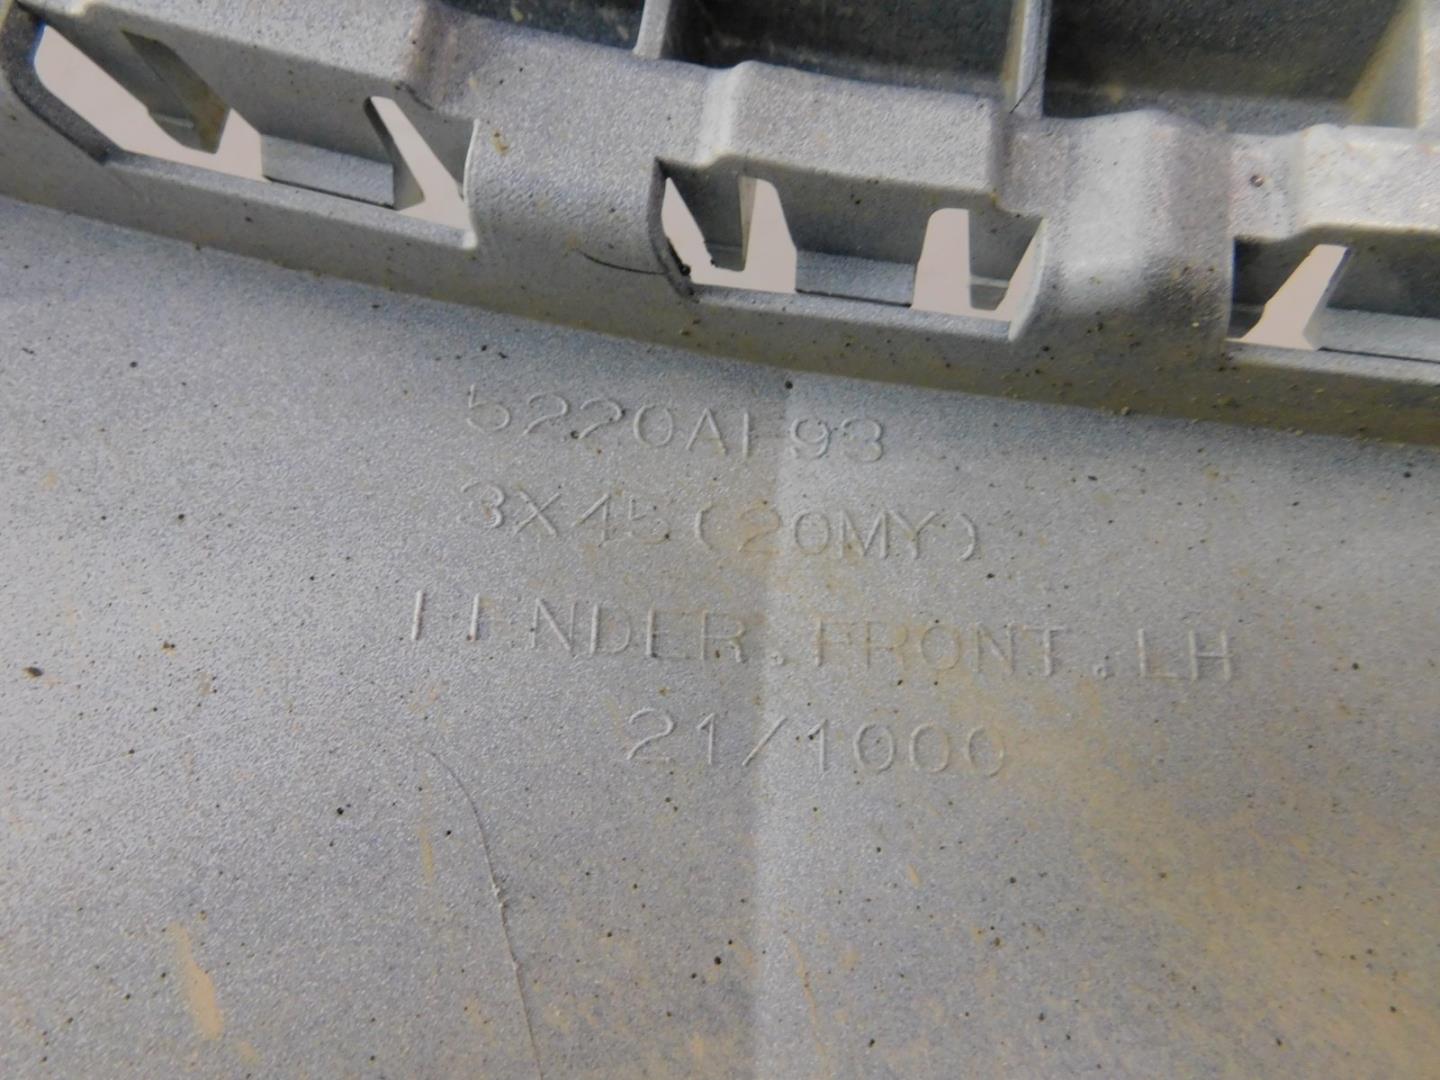 5220AF93
3X45(20MY)
FENDER.FRONT.LH
21/1000